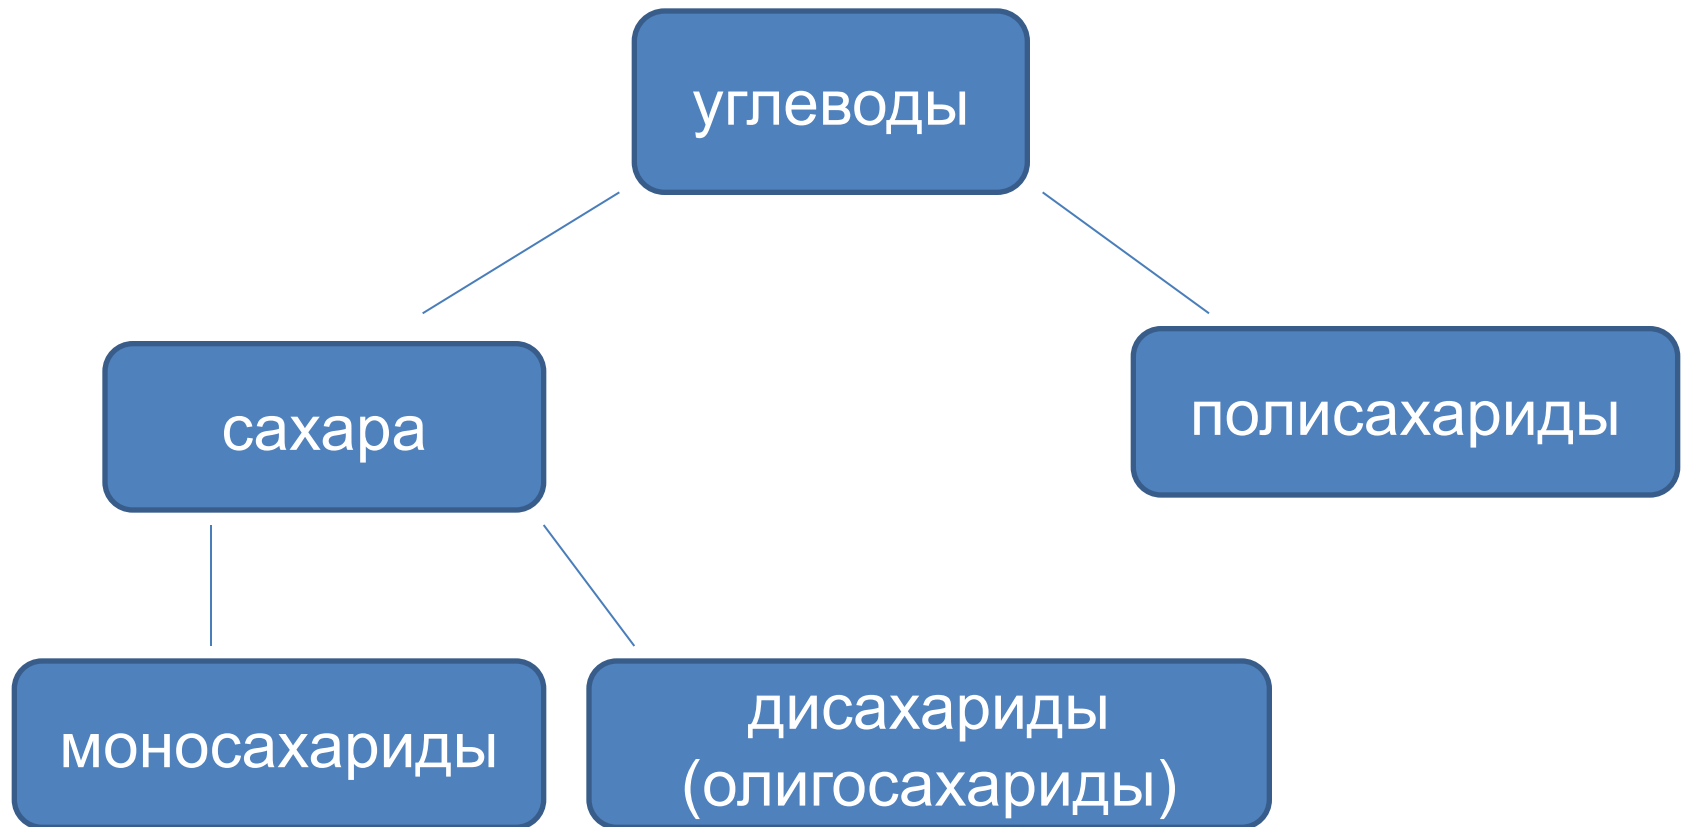 углеводы
сахара
полисахариды
моносахариды
дисахариды
(олигосахариды)